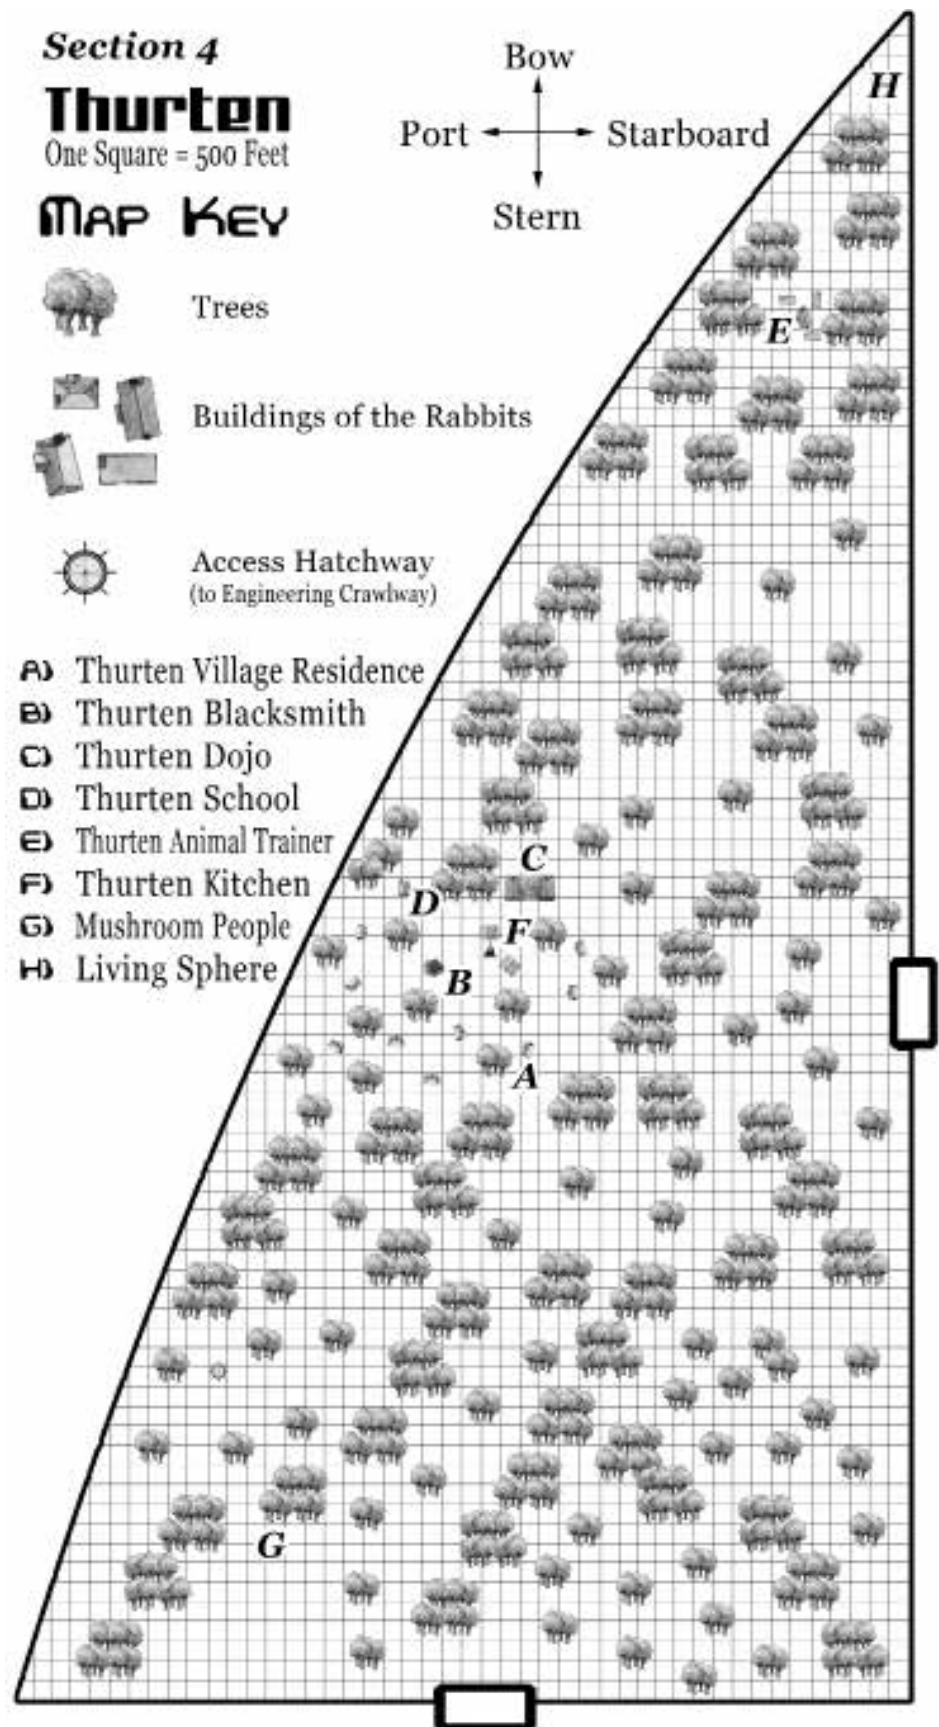 Section 4
Thurten
One Square = 500 Feet
Map Key
Trees
Buildings of the Rabbits
Access Hatchway
(to Engineering Crawlway)
A) Thurten Village Residence
B) Thurten Blacksmith
C) Thurten Dojo
D) Thurten School
E) Thurten Animal Trainer
F) Thurten Kitchen
G) Mushroom People
H) Living Sphere
Bow
Port Starboard
Stern
H
E
C
D
F
B
A
G